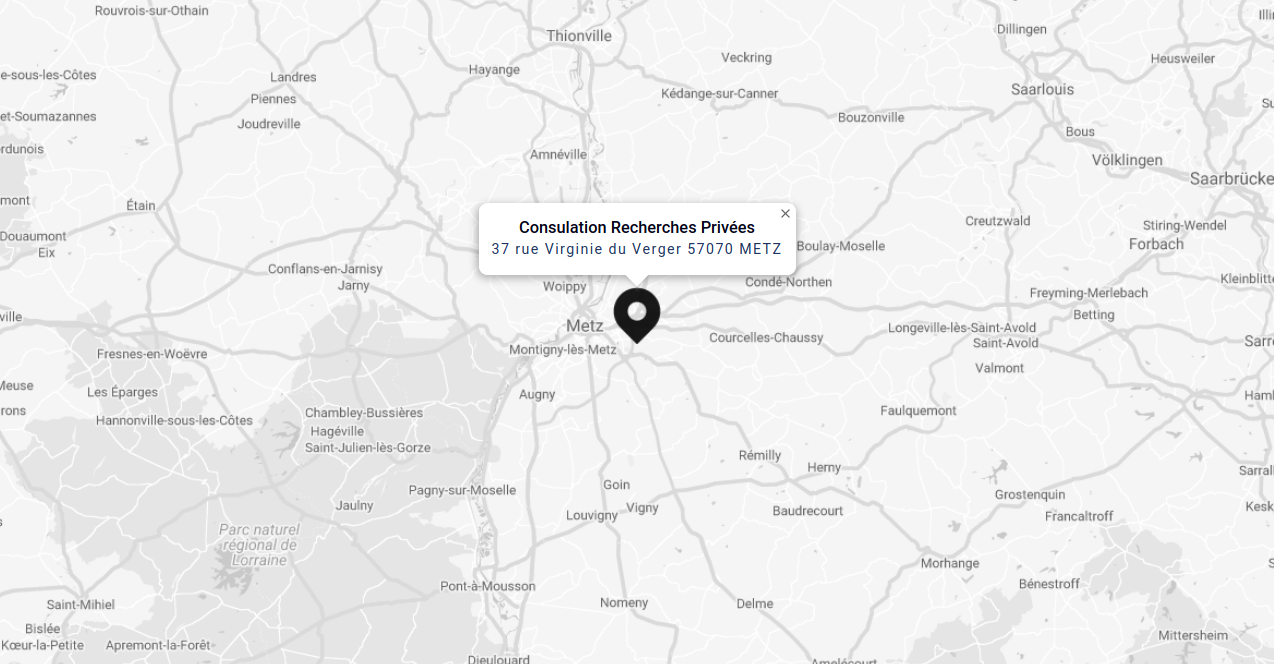 Rouvrois-sur-Othain
Thionville
Dillingen
Veckring
Heusweiler
Hayange
e-sous-les-Côtes
Landres
Saarlouis
Piennes
Kédange-sur-Canner
et-Soumazannes
Joudreville
Bouzonville
Bous
rdunois
Amnéville
Völklingen
Saarbrücke
mont
Étain
Creutzwald
Stiring-Wendel
Consulation Recherches Privées
37 rue Virginie du Verger 57070 METZ
Douaumont
Eix
Boulay-Moselle
Forbach
Conflans-en-Jarnisy
Jarny
Woippy
Condé-Northen
Kleinblitte
Freyming-Merlebach
Betting
ville
Metz
Courcelles-Chaussy
Longeville-lès-Saint-Avold
Saint-Avold
Sarre
Montigny-lès-Metz
Fresnes-en-Woëvre
Valmont
Meuse
Les Éparges
Augny
Hamb
rons
Hannonville-sous-les-Côtes
Chambley-Bussières
Faulquemont
Hagéville
Saint-Julien-lès-Gorze
Rémilly
Herny
Sarral
Pagny-sur-Moselle
Goin
Grostenquin
Jaulny
Vigny
Louvigny
Baudrecourt
Francaltroff
Kesk
Parc naturel
régional de
Lorraine
Morhange
Pont-à-Mousson
Bénestroff
Saint-Mihiel
Nomeny
Delme
Bislée
Kœur-la-Petite
Apremont-la-Forêt
Mittersheim
Dieulouard
Amelécourt